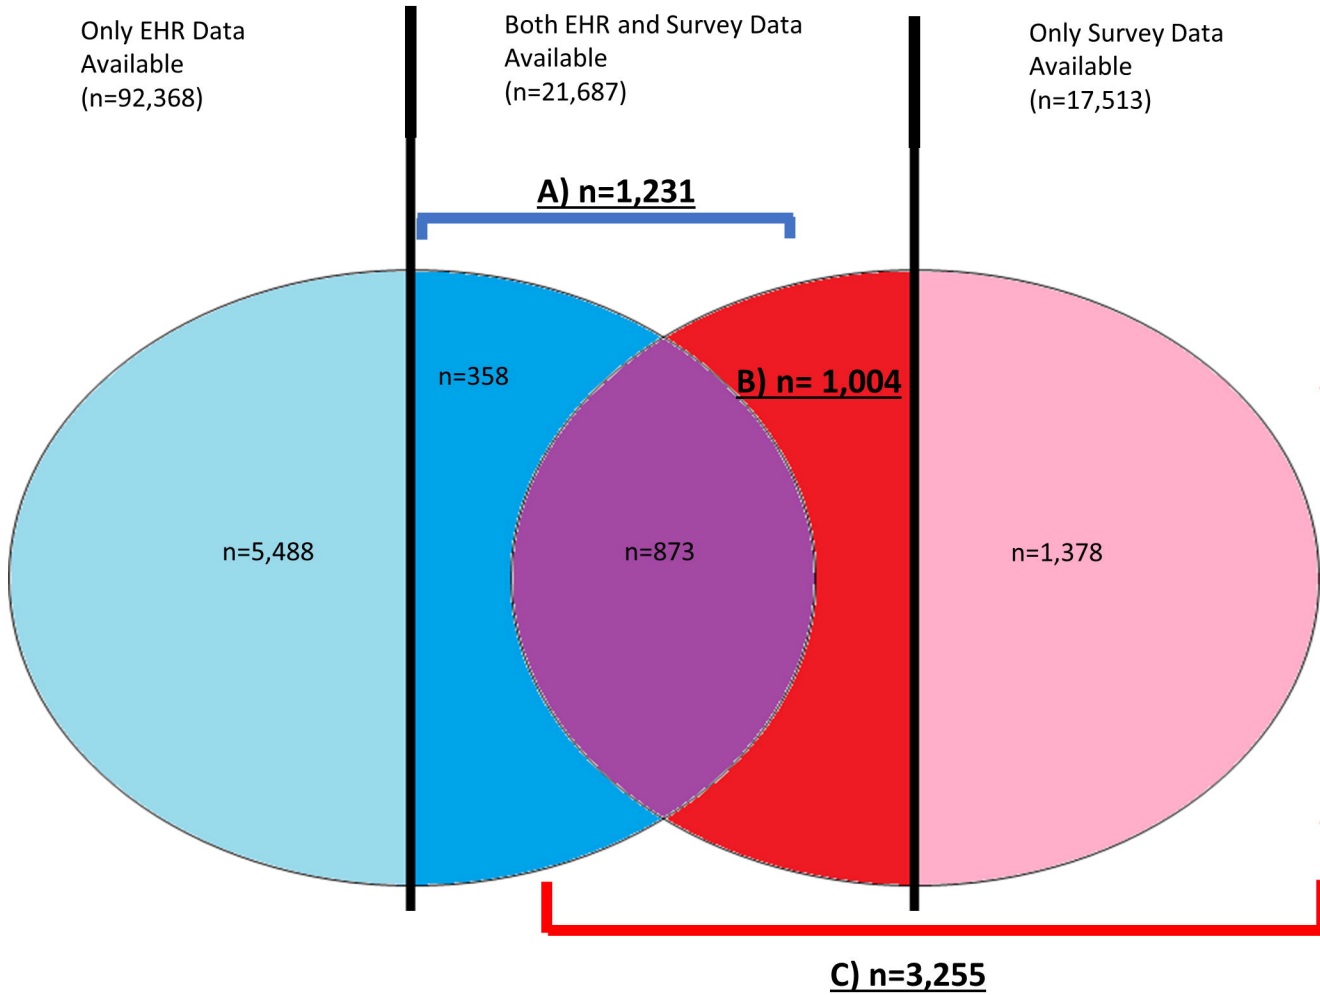 Only EHR Data
Available
(n=92,368)
Both EHR and Survey Data
Available
(n=21,687)
Only Survey Data
Available
(n=17,513)
A) n=1,231
n=358
B) n= 1,004
n=5,488
n=873
n=1,378
C) n=3,255